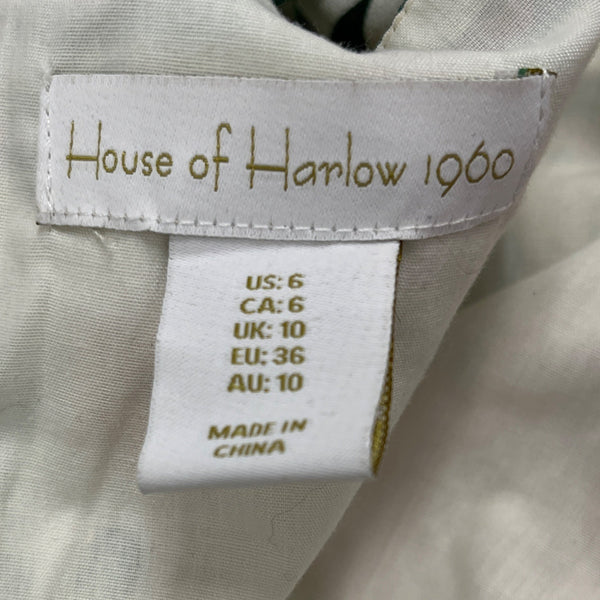 House of Harlow 1960
US: 6
CA: 6
UK: 10
EU: 36
AU: 10
MADE IN
CHINA